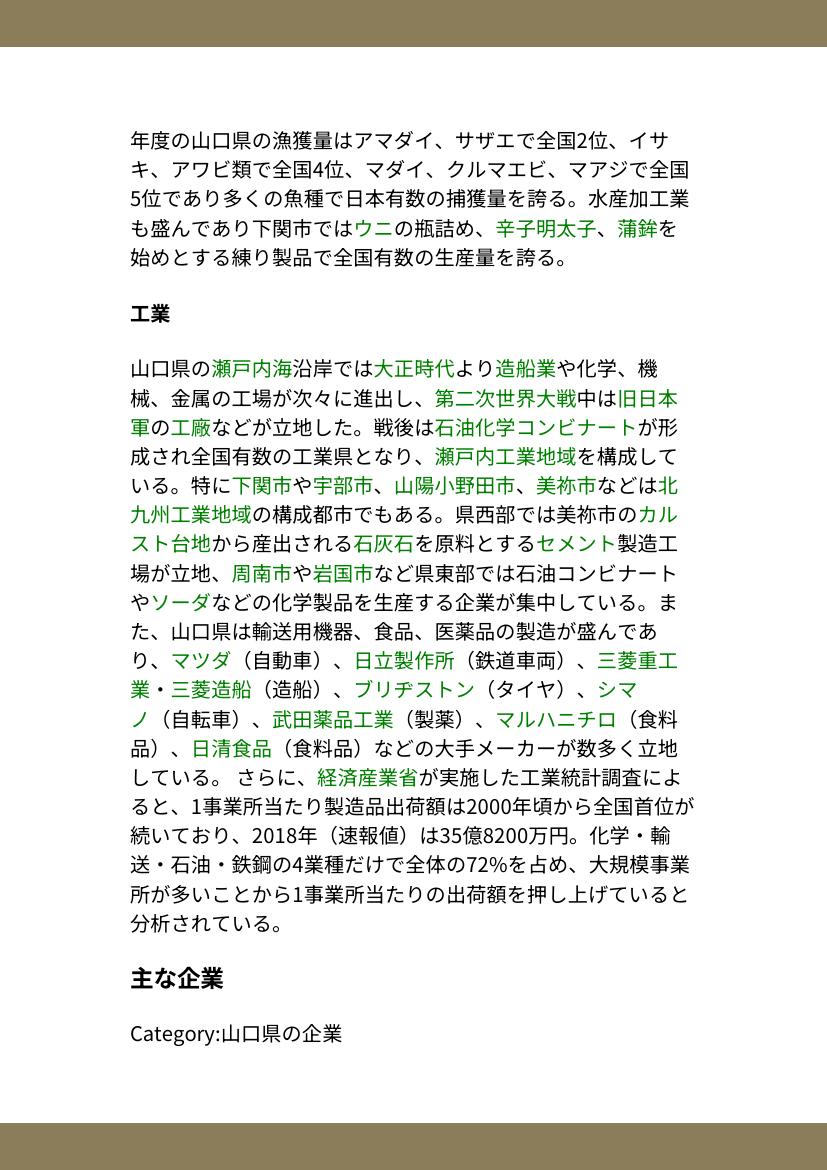 年度の山口県の漁獲量はアマダイ、サザエで全国2位、イサ
キ、アワビ類で全国4位、マダイ、クルマエビ、マアジで全国
5位であり多くの魚種で日本有数の捕獲量を誇る。水産加工業
も盛んであり下関市ではウニの瓶詰め、辛子明太子、蒲鉾を
始めとする練り製品で全国有数の生産量を誇る。
工業
山口県の瀬戸内海沿岸では大正時代より造船業や化学、機
械、金属の工場が次々に進出し、第二次世界大戦中は旧日本
軍の工廠などが立地した。戦後は石油化学コンビナートが形
成され全国有数の工業県となり、瀬戸内工業地域を構成して
いる。特に下関市や宇部市、山陽小野田市、美祢市などは北
九州工業地域の構成都市でもある。県西部では美祢市のカル
スト台地から産出される石灰石を原料とするセメント製造工
場が立地、周南市や岩国市など県東部では石油コンビナート
やソーダなどの化学製品を生産する企業が集中している。ま
た、山口県は輸送用機器、食品、医薬品の製造が盛んであ
り、マツダ（自動車）、日立製作所（鉄道車両）、三菱重工
業・三菱造船（造船）、ブリヂストン（タイヤ）、シマ
ノ（自転車）、武田薬品工業（製薬）、マルハニチロ（食料
品）、日清食品（食料品）などの大手メーカーが数多く立地
している。 さらに、経済産業省が実施した工業統計調査によ
ると、1事業所当たり製造品出荷額は2000年頃から全国首位が
続いており、2018年（速報値）は35億8200万円。化学・輸
送・石油・鉄鋼の4業種だけで全体の72%を占め、大規模事業
所が多いことから1事業所当たりの出荷額を押し上げていると
分析されている。
主な企業
Category:山口県の企業